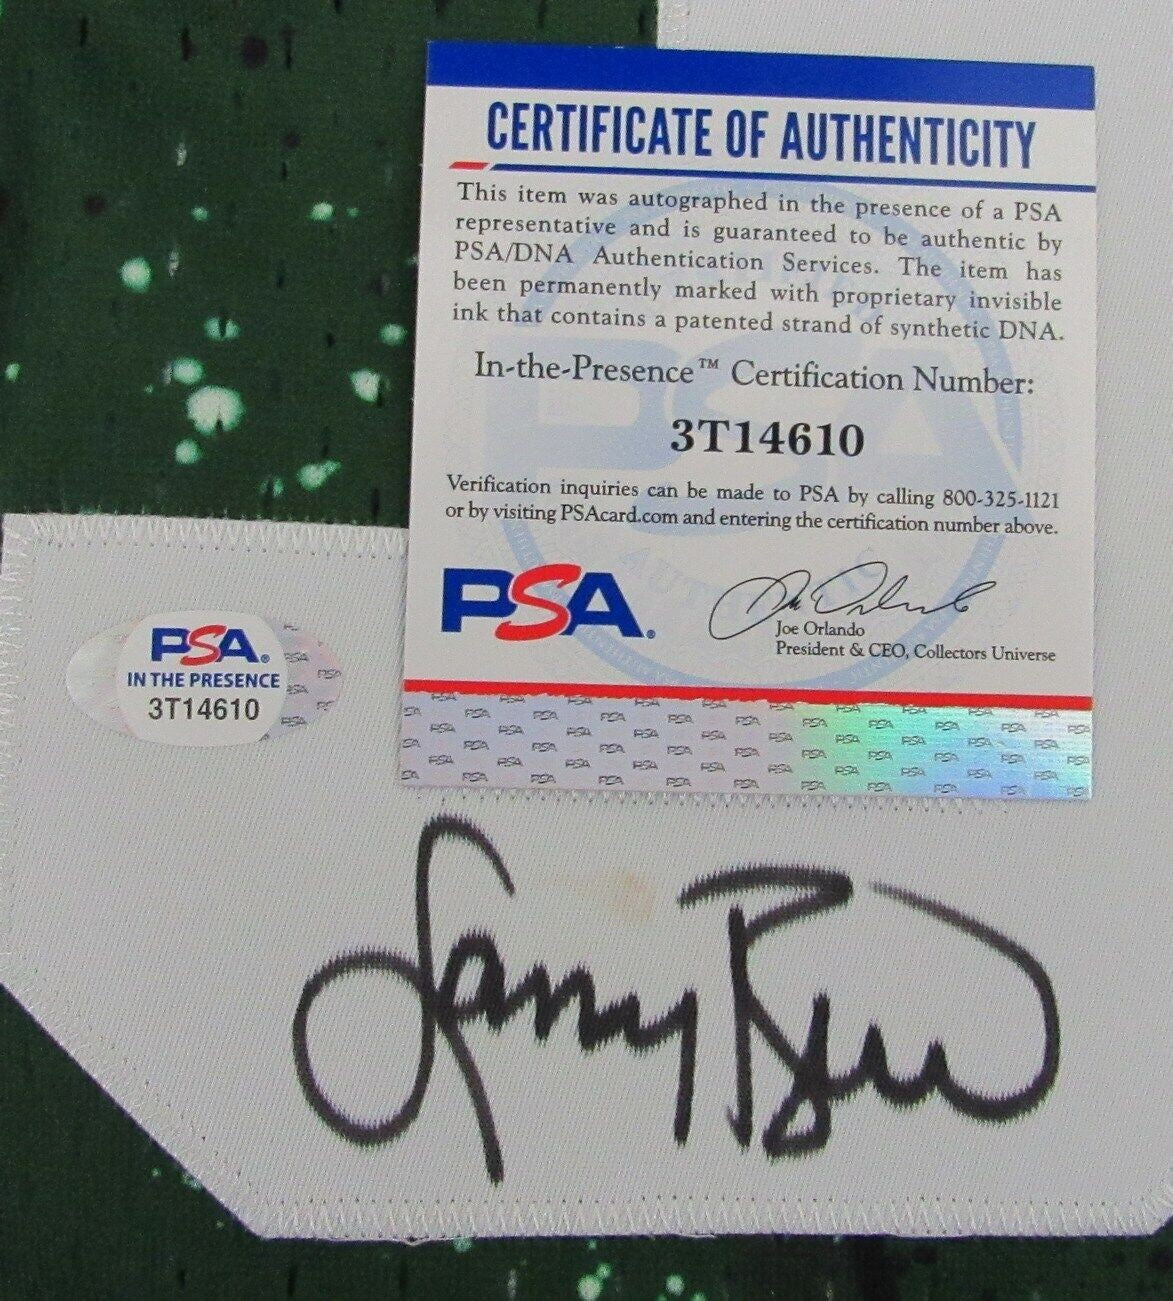 CERTIFICATE OF AUTHENTICITY
This item was autographed in the presence of a PSA
representative and is guaranteed to be authentic by
PSA/DNA Authentication Services. The item has
been permanently marked with proprietary invisible
ink that contains a patented strand of synthetic DNA.
In-the-Presence™ Certification Number:
3T14610
Verification inquiries can be made to PSA by calling 800-325-1121
or by visiting PSAcard.com and entering the certification number above.
PSA®
Joe Orlando
President & CEO, Collectors Universe
PSA®
IN THE PRESENCE
3T14610
Larry Bird